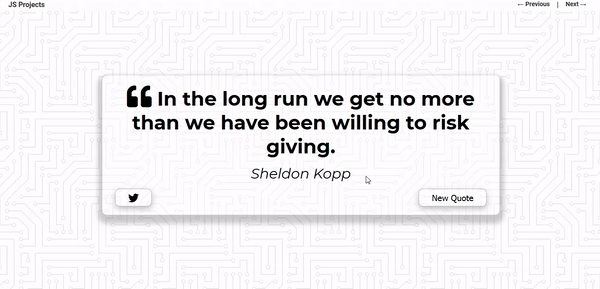 JS Projects
← Previous | Next →
❝ In the long run we get no more
than we have been willing to risk
giving.
Sheldon Kopp
New Quote